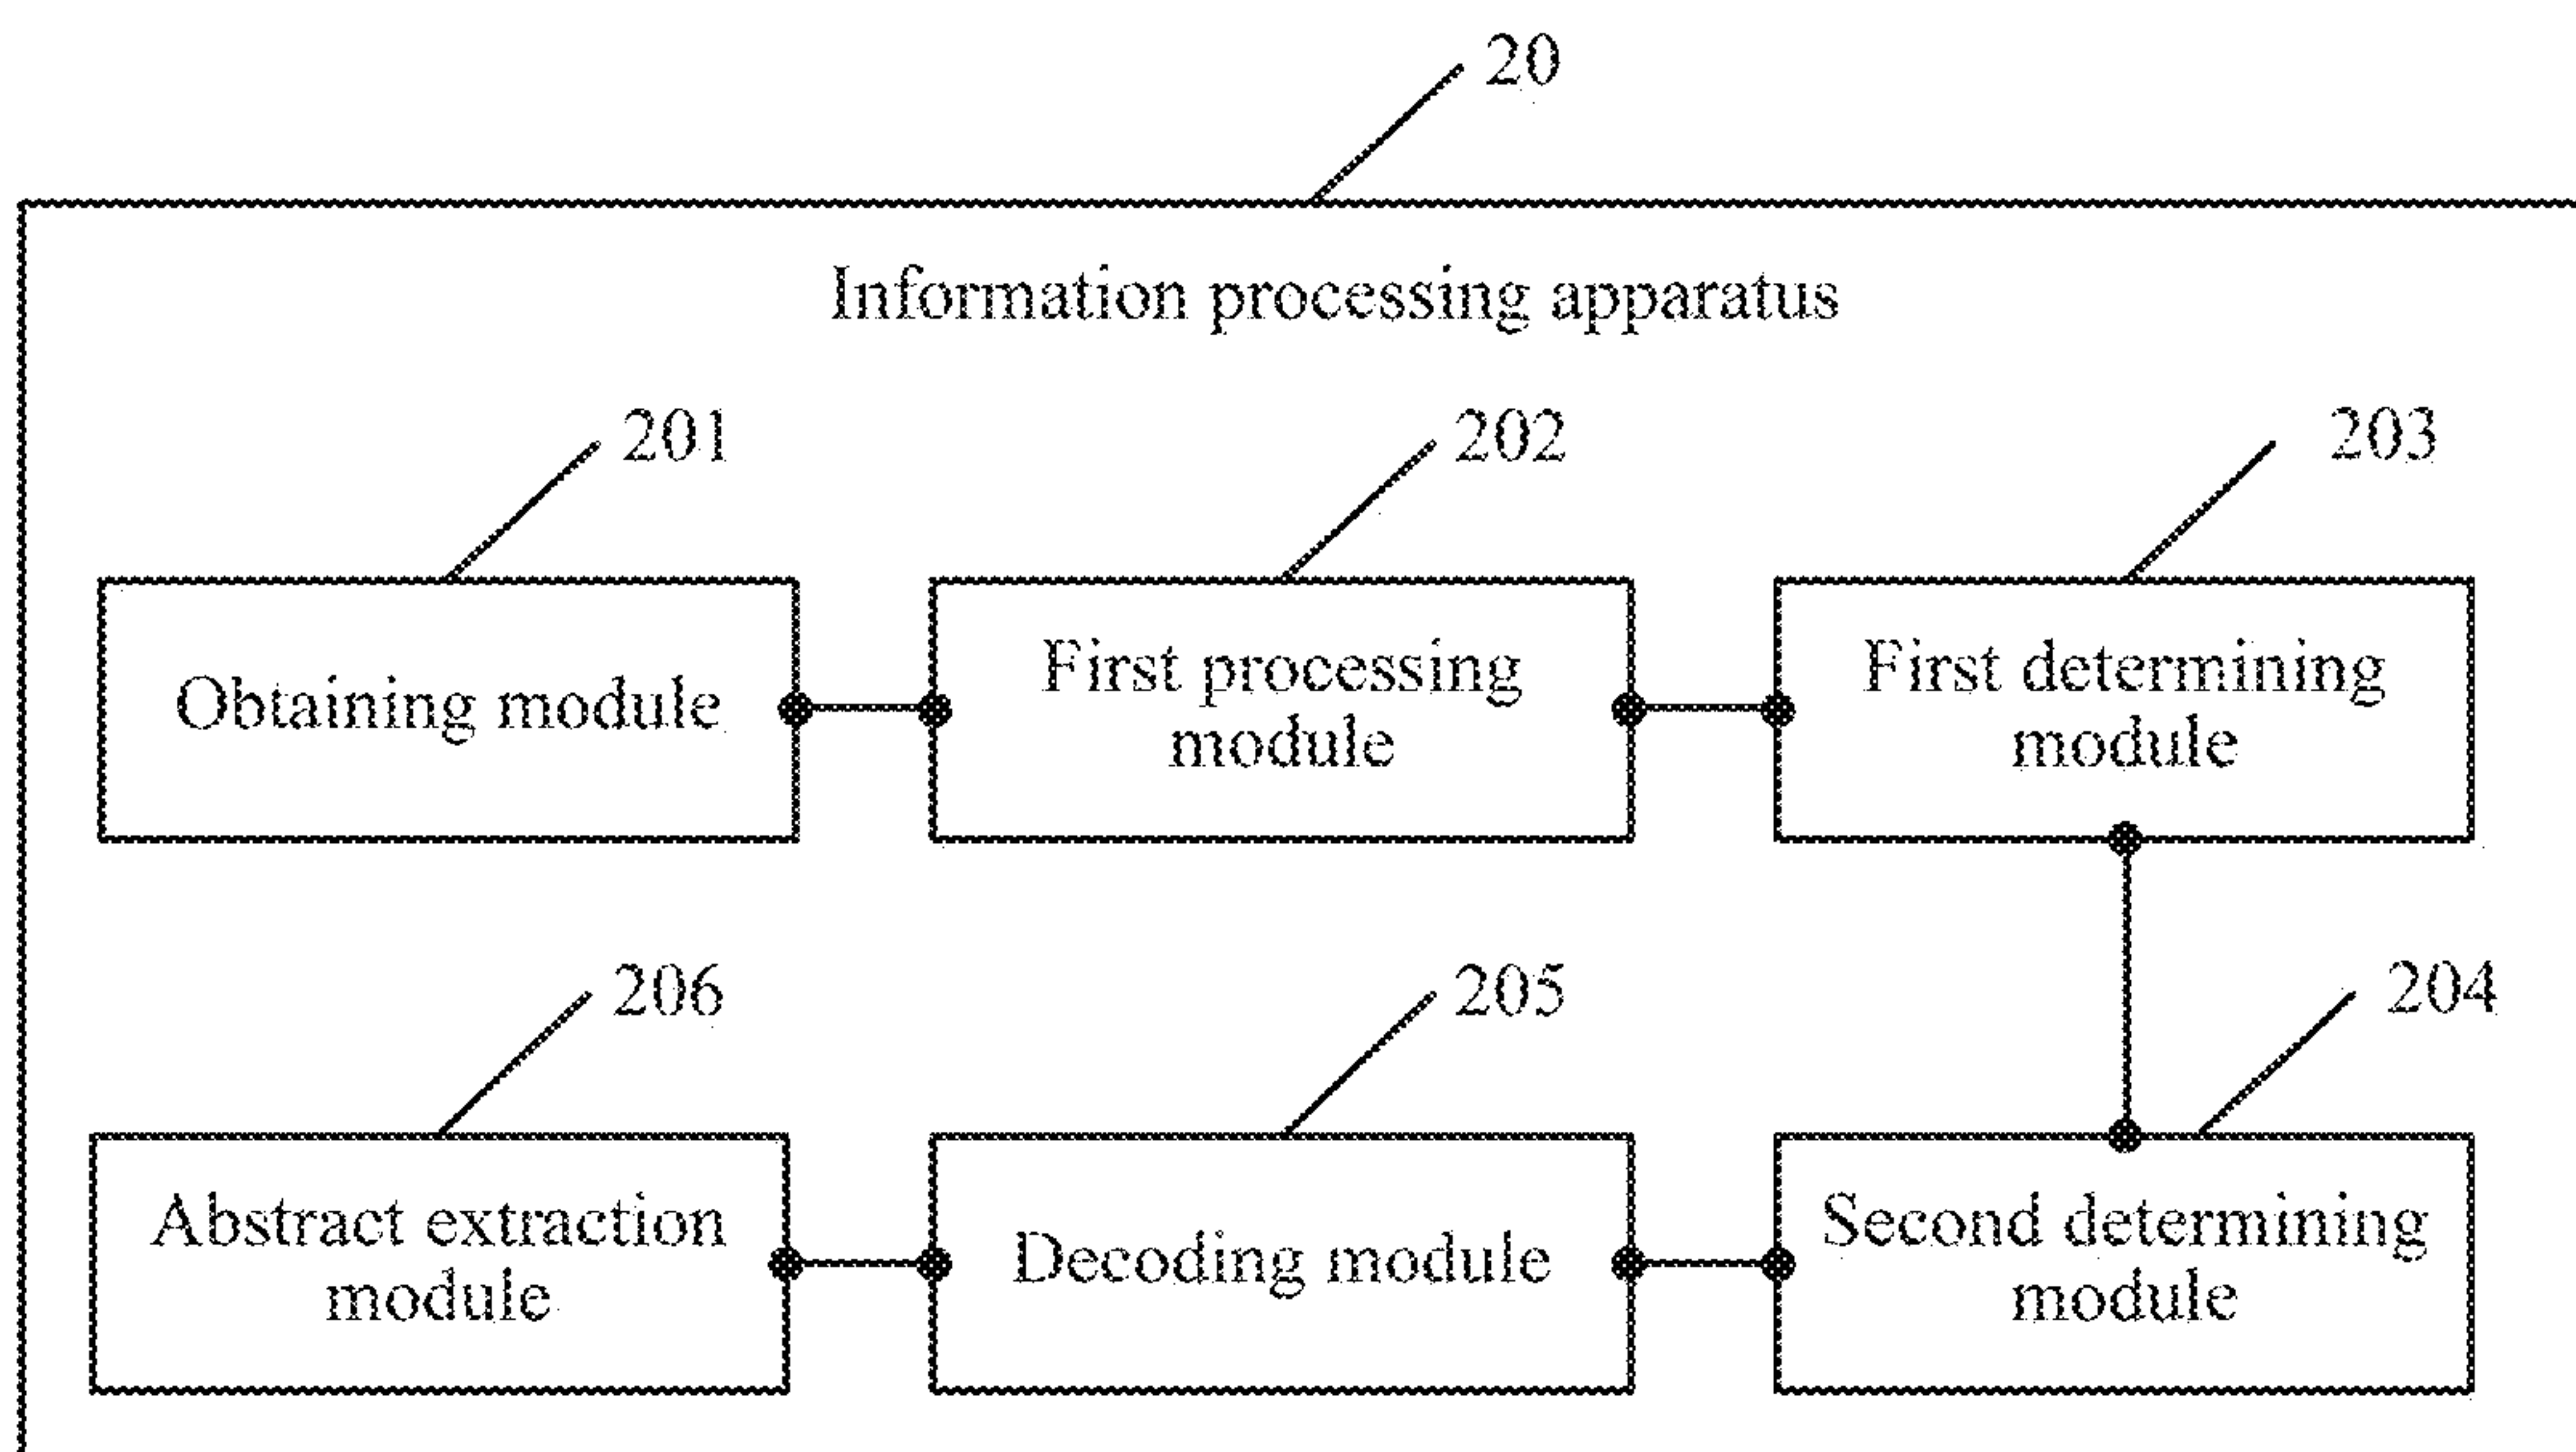 20
Information processing apparatus
201
202
203
Obtaining module
First processing
module
First determining
module
206
205
204
Abstract extraction
module
Decoding module
Second determining
module